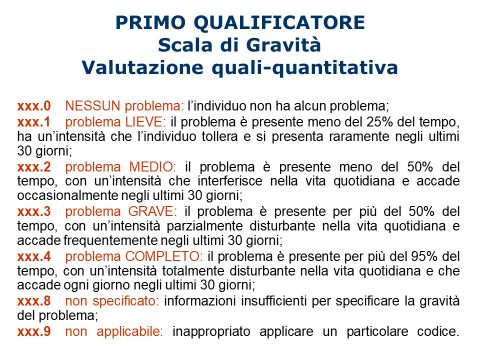 PRIMO QUALIFICATORE
Scala di Gravità
Valutazione quali-quantitativa
xxx.0 NESSUN problema: l'individuo non ha alcun problema;
xxx.1 problema LIEVE: il problema è presente meno del 25% del tempo,
ha un'intensità che l'individuo tollera e si presenta raramente negli ultimi
30 giorni;
xxx.2 problema MEDIO: il problema è presente meno del 50% del
tempo, con un'intensità che interferisce nella vita quotidiana e accade
occasionalmente negli ultimi 30 giorni;
xxx.3 problema GRAVE: il problema è presente per più del 50% del
tempo, con un'intensità parzialmente disturbante nella vita quotidiana e
accade frequentemente negli ultimi 30 giorni;
xxx.4 problema COMPLETO: il problema è presente per più del 95% del
tempo, con un'intensità totalmente disturbante nella vita quotidiana e che
accade ogni giorno negli ultimi 30 giorni;
xxx.8 non specificato: informazioni insufficienti per specificare la gravità
del problema;
xxx.9 non applicabile: inappropriato applicare un particolare codice.